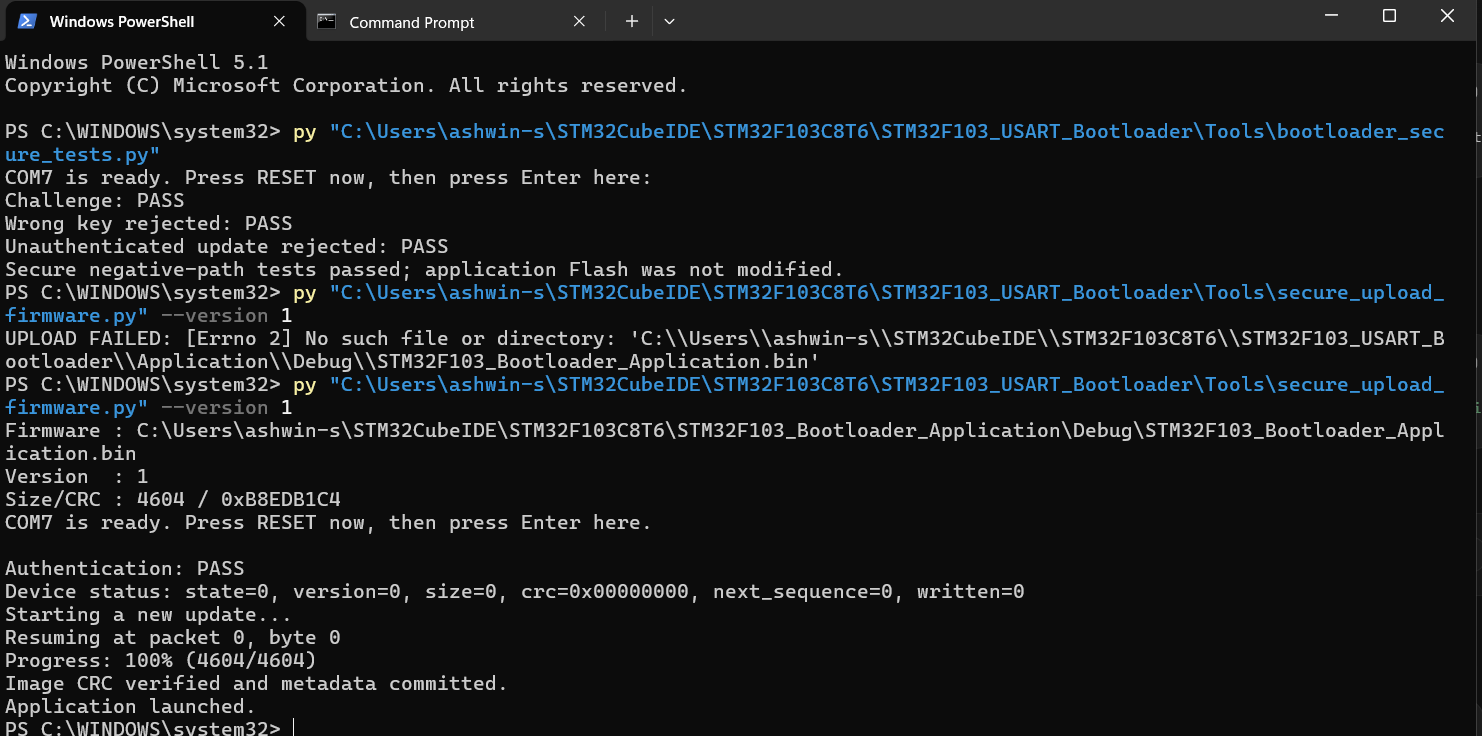 Windows PowerShell
Command Prompt
Windows PowerShell 5.1
Copyright (C) Microsoft Corporation. All rights reserved.
PS C:\WINDOWS\system32> py "C:\Users\ashwin-s\STM32CubeIDE\STM32F103C8T6\STM32F103_USART_Bootloader\Tools\bootloader_sec
ure_tests.py"
COM7 is ready. Press RESET now, then press Enter here:
Challenge: PASS
Wrong key rejected: PASS
Unauthenticated update rejected: PASS
Secure negative-path tests passed; application Flash was not modified.
PS C:\WINDOWS\system32> py "C:\Users\ashwin-s\STM32CubeIDE\STM32F103C8T6\STM32F103_USART_Bootloader\Tools\secure_upload_
firmware.py" --version 1
UPLOAD FAILED: [Errno 2] No such file or directory: 'C:\\Users\\ashwin-s\\STM32CubeIDE\\STM32F103C8T6\\STM32F103_USART_B
ootloader\\Application\\Debug\\STM32F103_Bootloader_Application.bin'
PS C:\WINDOWS\system32> py "C:\Users\ashwin-s\STM32CubeIDE\STM32F103C8T6\STM32F103_USART_Bootloader\Tools\secure_upload_
firmware.py" --version 1
Firmware : C:\Users\ashwin-s\STM32CubeIDE\STM32F103C8T6\STM32F103_Bootloader_Application\Debug\STM32F103_Bootloader_Appl
ication.bin
Version  : 1
Size/CRC : 4604 / 0xB8EDB1C4
COM7 is ready. Press RESET now, then press Enter here.
Authentication: PASS
Device status: state=0, version=0, size=0, crc=0x00000000, next_sequence=0, written=0
Starting a new update...
Resuming at packet 0, byte 0
Progress: 100% (4604/4604)
Image CRC verified and metadata committed.
Application launched.
PS C:\WINDOWS\system32>